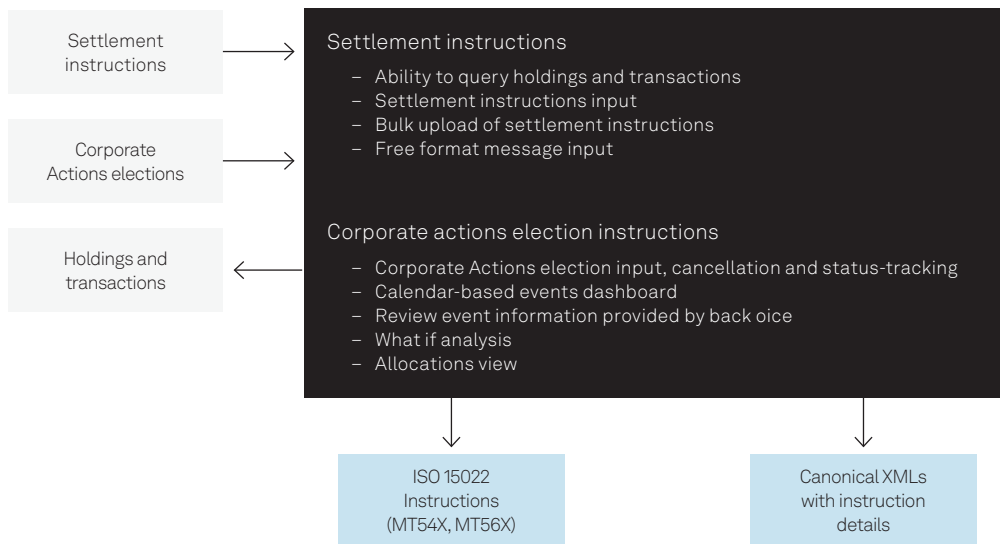 Settlement
instructions
Corporate
Actions elections
Holdings and
transactions
Settlement instructions
– Ability to query holdings and transactions
– Settlement instructions input
– Bulk upload of settlement instructions
– Free format message input
Corporate actions election instructions
– Corporate Actions election input, cancellation and status-tracking
– Calendar-based events dashboard
– Review event information provided by back oice
– What if analysis
– Allocations view
ISO 15022
Instructions
(MT54X, MT56X)
Canonical XMLs
with instruction
details